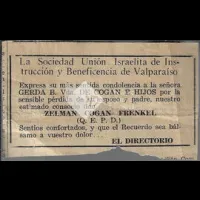 La Sociedad Unión Israelita de Ins-
trucción y Beneficencia de Valparaíso
Expresa su más sentida condolencia a la señora
GERDA B. Vda. DE COGAN E HIJOS por la
sensible pérdida de su esposo y padre, nuestro
estimado consocio don
ZELMAN COGAN FRENKEL
(Q. E. P. D.)
Sentíos confortados, y que el Recuerdo sea bál-
samo a vuestro dolor...
EL DIRECTORIO